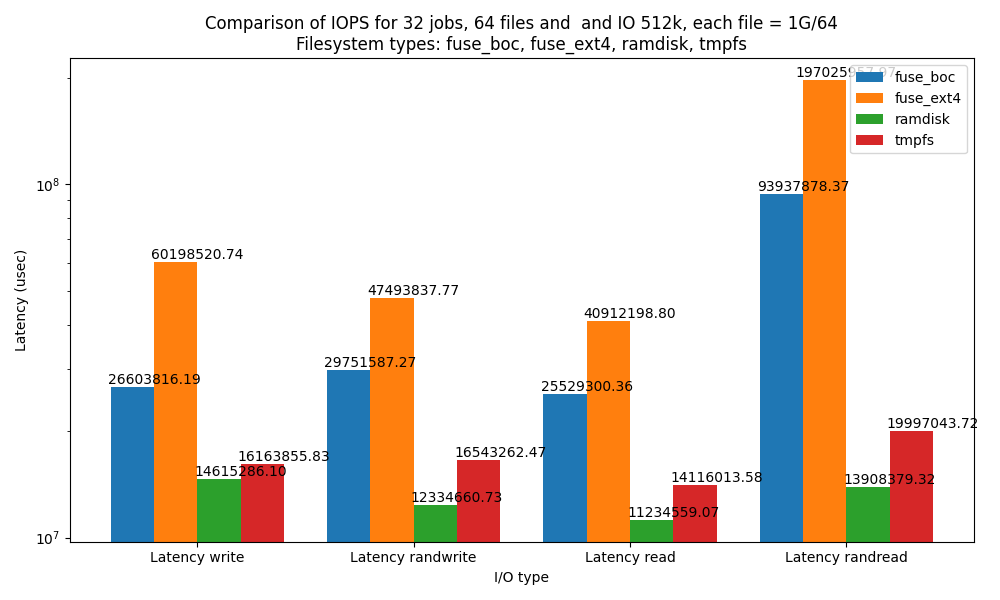 Comparison of IOPS for 32 jobs, 64 files and  and IO 512k, each file = 1G/64
Filesystem types: fuse_boc, fuse_ext4, ramdisk, tmpfs
fuse_boc
fuse_ext4
ramdisk
tmpfs
Latency (usec)
10^8
10^7
26603816.19
60198520.74
14615286.10
16163855.83
29751587.27
47493837.77
12334660.73
16543262.47
25529300.36
40912198.80
11234559.07
14116013.58
93937878.37
197025957.07
13908379.32
19997043.72
Latency write
Latency randwrite
Latency read
Latency randread
I/O type